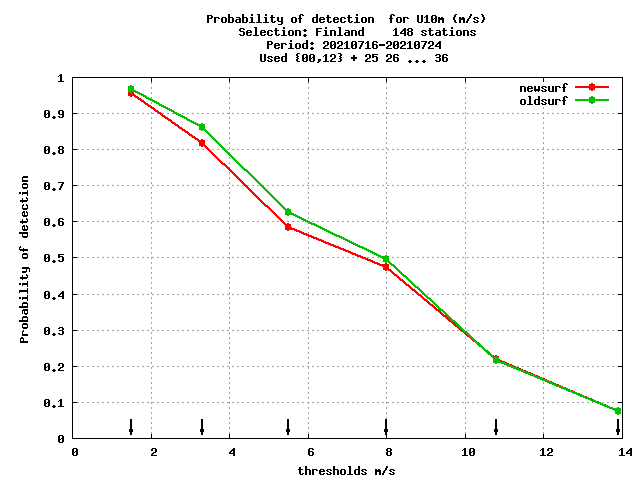 Probability of detection  for U10m (m/s)
Selection: Finland    148 stations
Period: 20210716-20210724
Used {00,12} + 25 26 ... 36
newsurf
oldsurf
Probability of detection
1
0.9
0.8
0.7
0.6
0.5
0.4
0.3
0.2
0.1
0
0 2 4 6 8 10 12 14
thresholds m/s